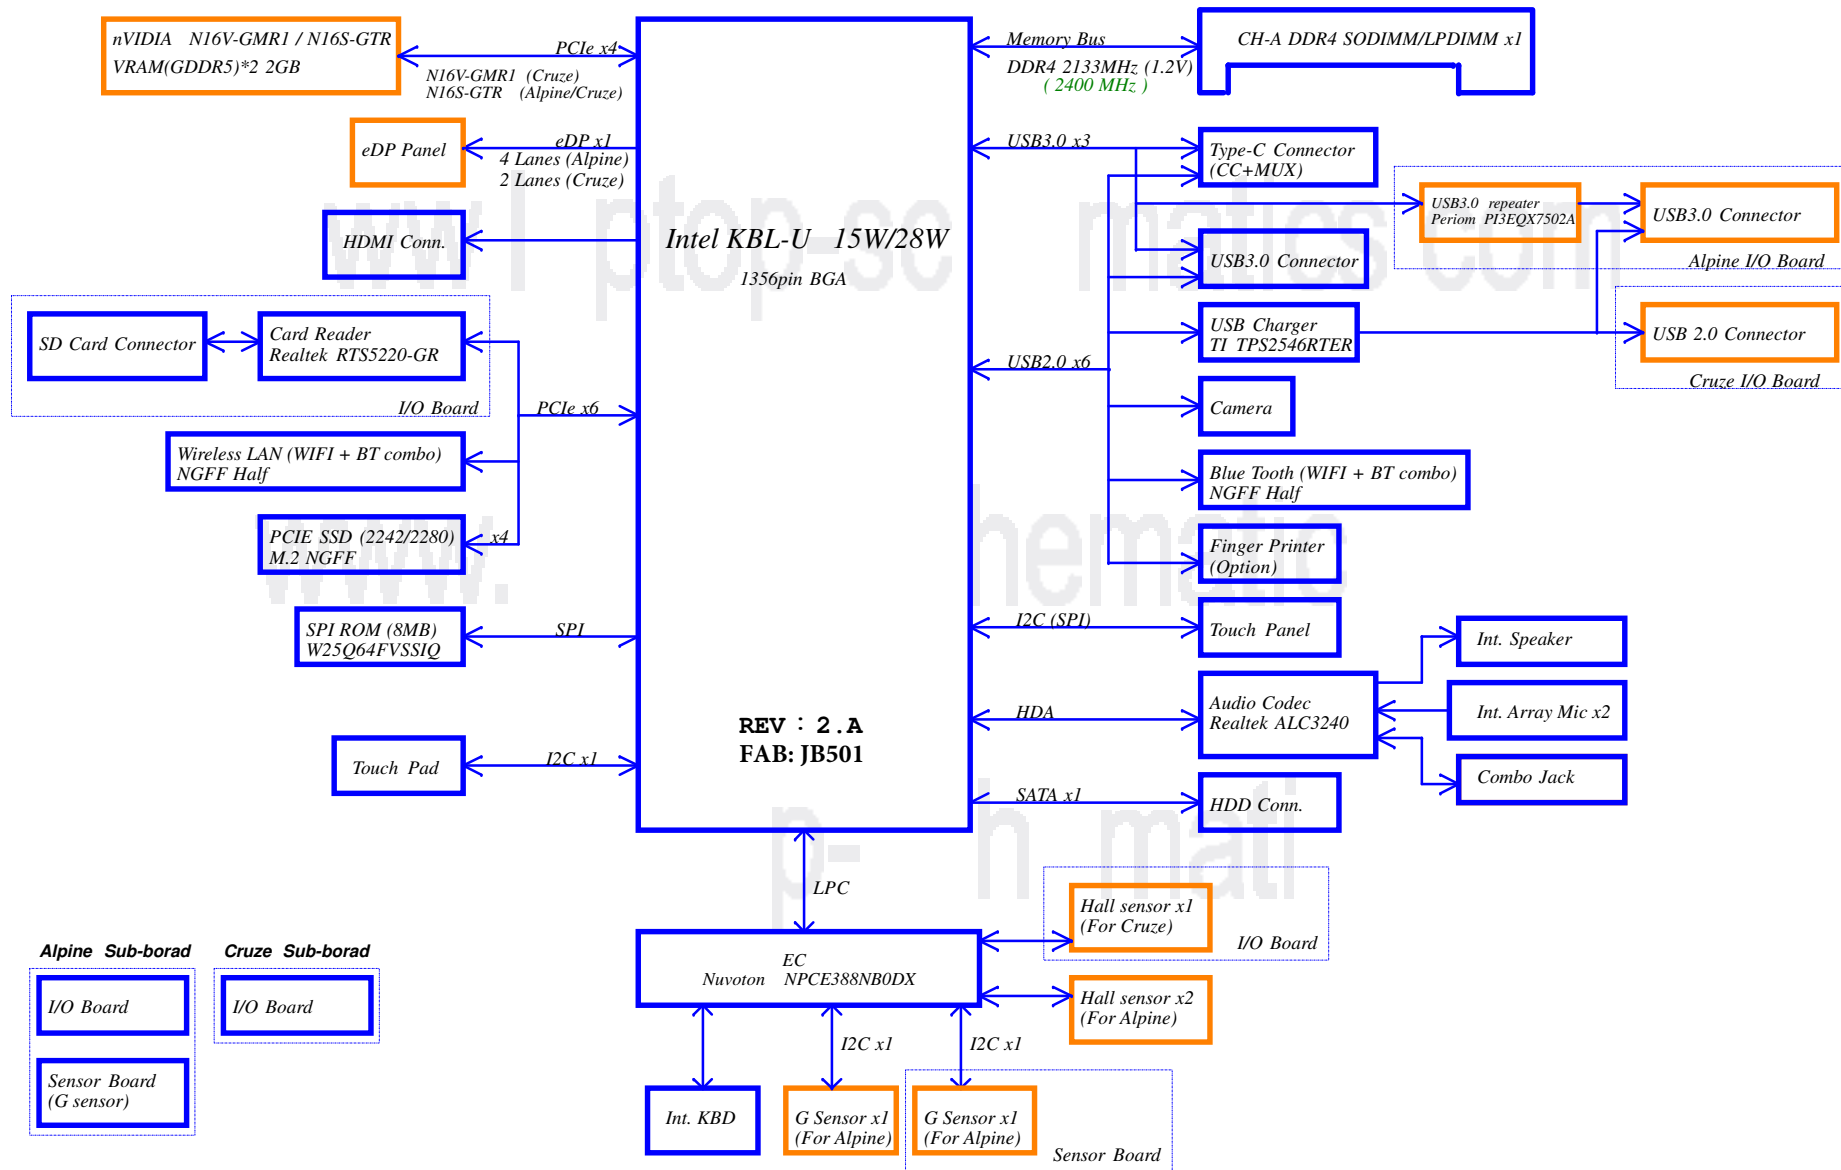 nVIDIA N16V-GMR1 / N16S-GTR
VRAM(GDDR5)*2 2GB
PCIe x4
N16V-GMR1 (Cruze)
N16S-GTR (Alpine/Cruze)
eDP Panel
eDP x1
4 Lanes (Alpine)
2 Lanes (Cruze)
HDMI Conn.
SD Card Connector
Card Reader
Realtek RTS5220-GR
I/O Board
PCIe x6
Wireless LAN (WIFI + BT combo)
NGFF Half
PCIE SSD (2242/2280)
M.2 NGFF
x4
SPI ROM (8MB)
W25Q64FVSSIQ
SPI
Touch Pad
I2C x1
Intel KBL-U 15W/28W
1356pin BGA
REV : 2.A
FAB: JB501
Memory Bus
DDR4 2133MHz (1.2V)
( 2400 MHz )
CH-A DDR4 SODIMM/LPDIMM x1
USB3.0 x3
Type-C Connector
(CC+MUX)
USB3.0 repeater
Periom PI3EQX7502A
USB3.0 Connector
Alpine I/O Board
USB3.0 Connector
USB Charger
TI TPS2546RTER
USB 2.0 Connector
Cruze I/O Board
USB2.0 x6
Camera
Blue Tooth (WIFI + BT combo)
NGFF Half
Finger Printer
(Option)
I2C (SPI)
Touch Panel
HDA
Audio Codec
Realtek ALC3240
Int. Speaker
Int. Array Mic x2
Combo Jack
SATA x1
HDD Conn.
LPC
EC
Nuvoton NPCE388NB0DX
Hall sensor x1
(For Cruze)
I/O Board
Hall sensor x2
(For Alpine)
I2C x1
I2C x1
Int. KBD
G Sensor x1
(For Alpine)
G Sensor x1
(For Alpine)
Sensor Board
Alpine Sub-borad
I/O Board
Sensor Board
(G sensor)
Cruze Sub-borad
I/O Board